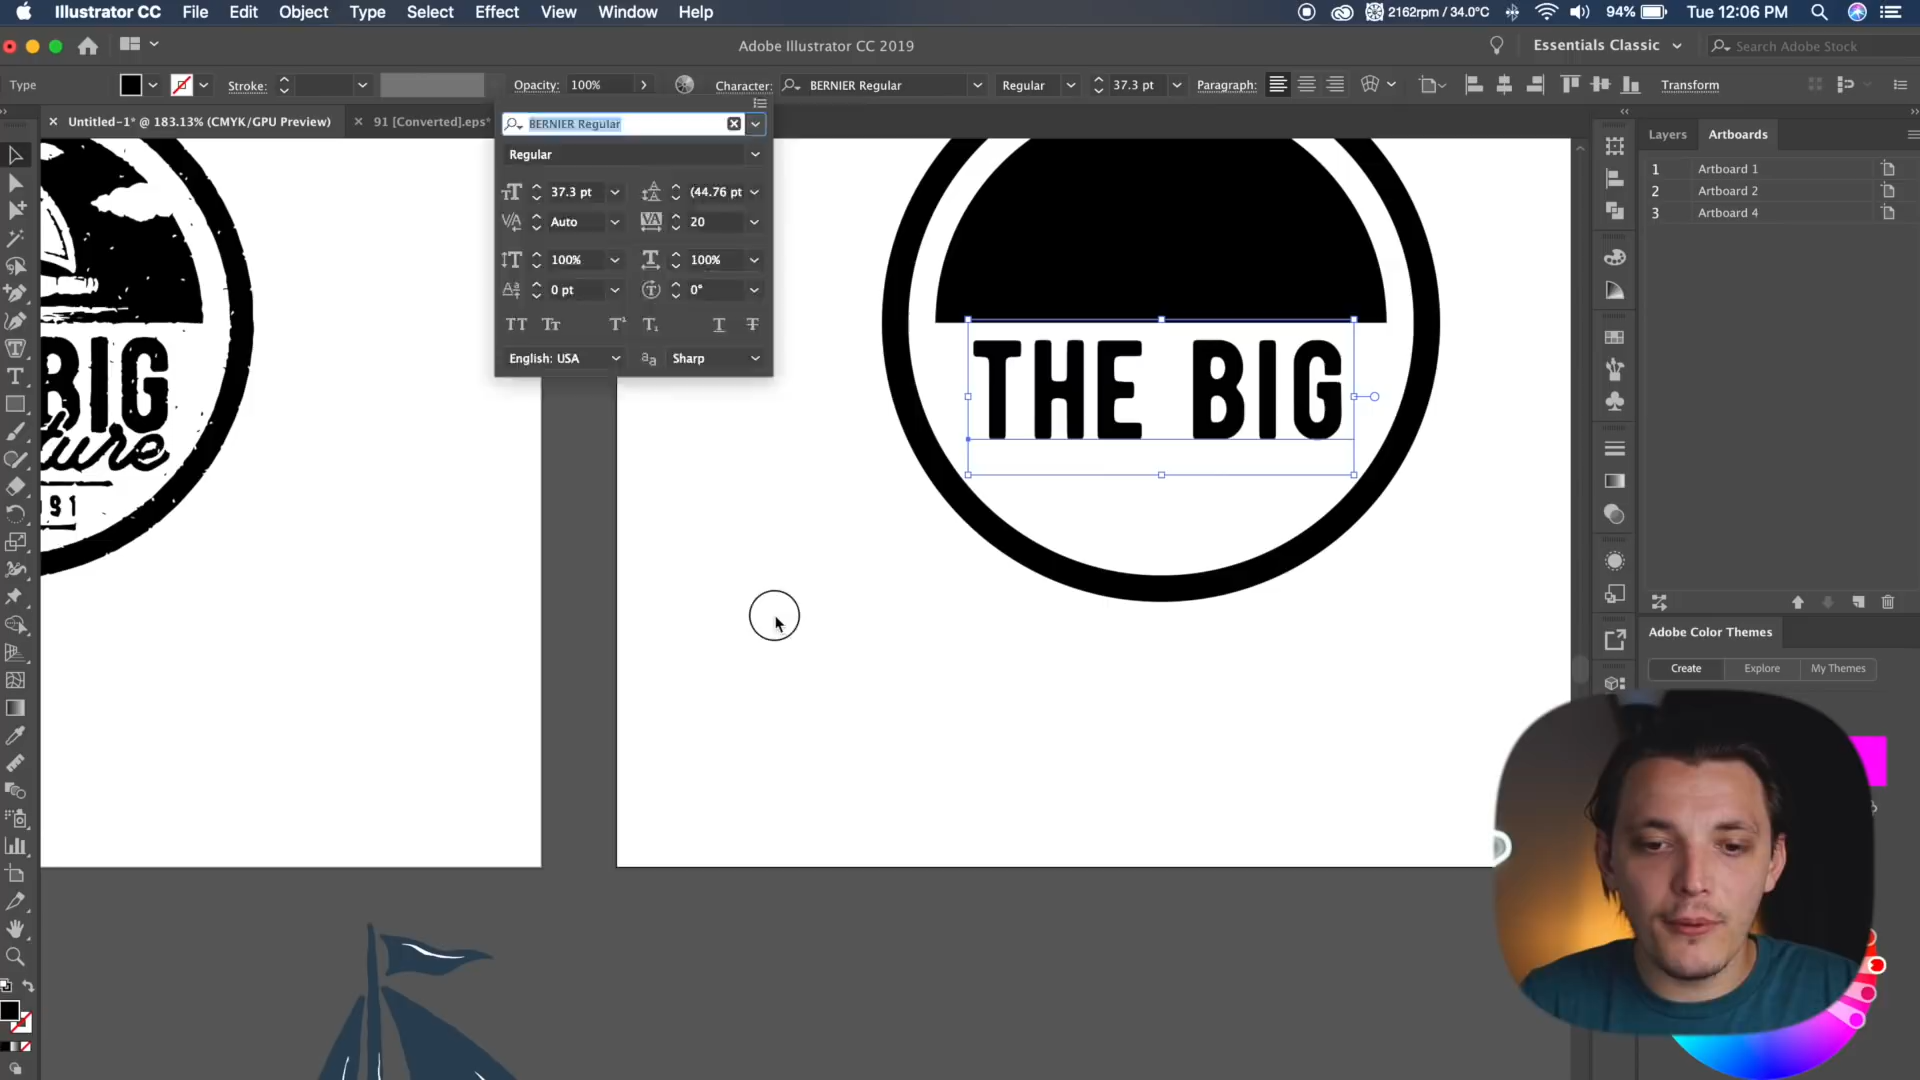 Illustrator CC File Edit Object Type Select Effect View Window Help 2162rpm / 34.0°C 94% Tue 12:06 PM
Adobe Illustrator CC 2019 Essentials Classic Search Adobe Stock
Type Stroke: Opacity: 100% Character: BERNIER Regular Regular 37.3 pt Paragraph: Transform
Untitled-1* @ 183.13% (CMYK/GPU Preview) 91 [Converted].eps*
BERNIER Regular
Regular
37.3 pt (44.76 pt
Auto 20
100% 100%
0 pt 0°
English: USA Sharp
Layers Artboards
1 Artboard 1
2 Artboard 2
3 Artboard 4
THE BIG
BIG
ture
Adobe Color Themes
Create Explore My Themes